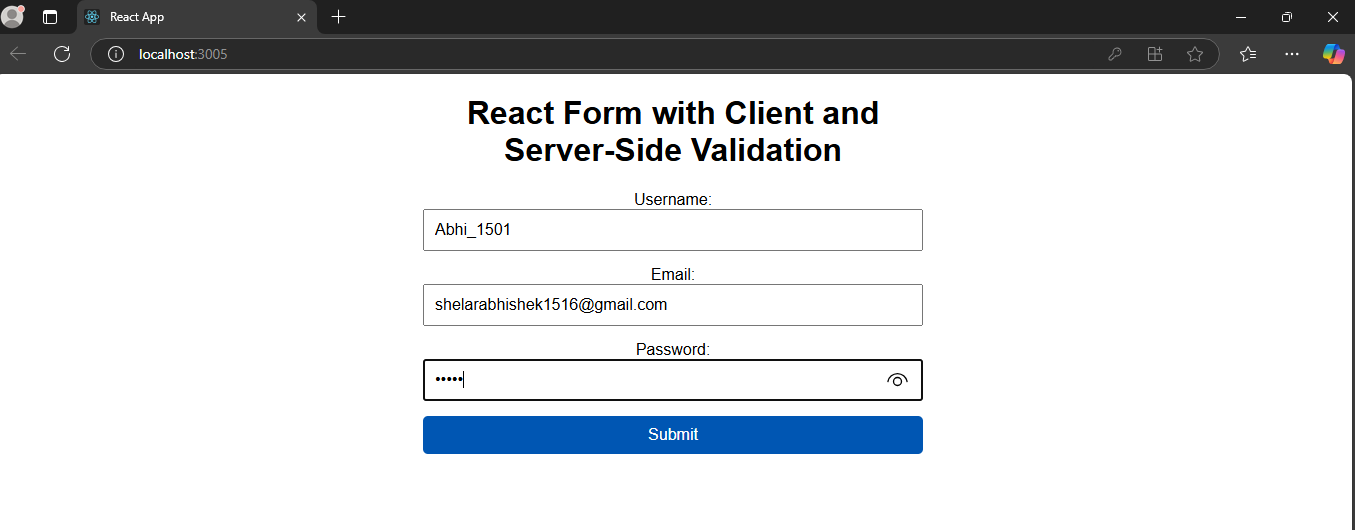 React App
localhost:3005
React Form with Client and
Server-Side Validation
Username:
Abhi_1501
Email:
shelarabhishek1516@gmail.com
Password:
•••••
Submit